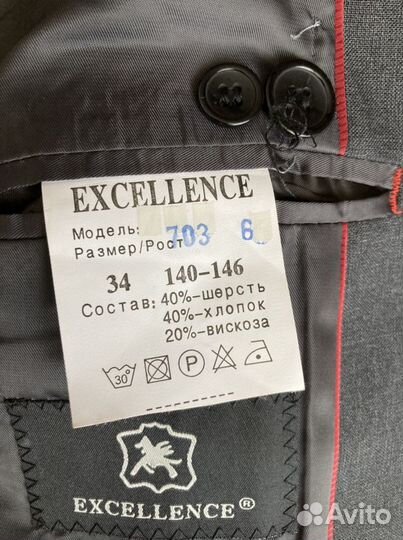 EXCELLENCE
Модель: 703 6
Размер/Рост
34 140-146
Состав: 40%-шерсть
40%-хлопок
20%-вискоза
30°
P
EXCELLENCE®
Avito